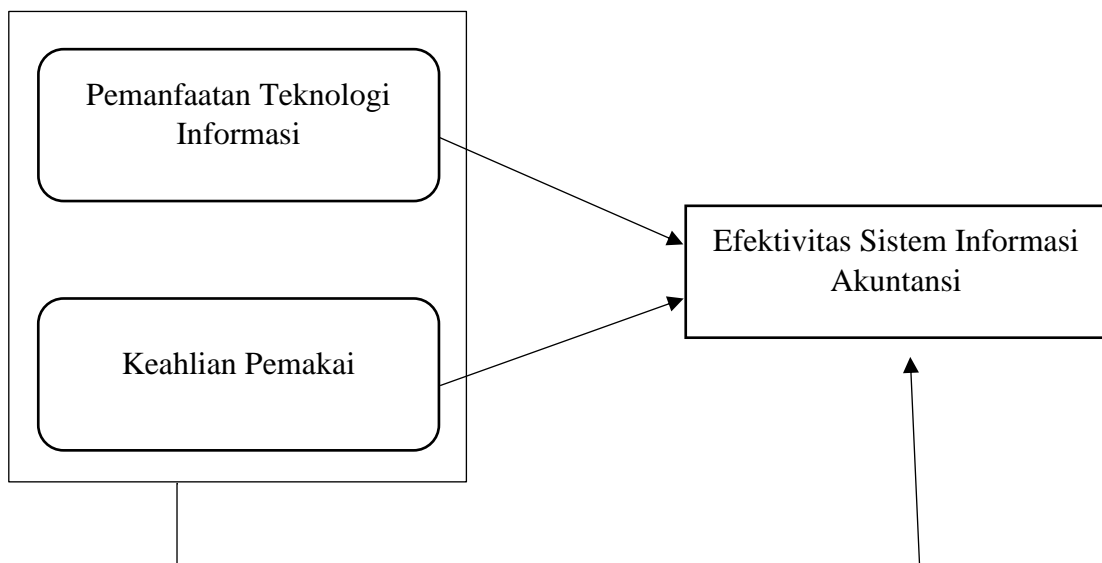 Pemanfaatan Teknologi
Informasi
Efektivitas Sistem Informasi
Akuntansi
Keahlian Pemakai